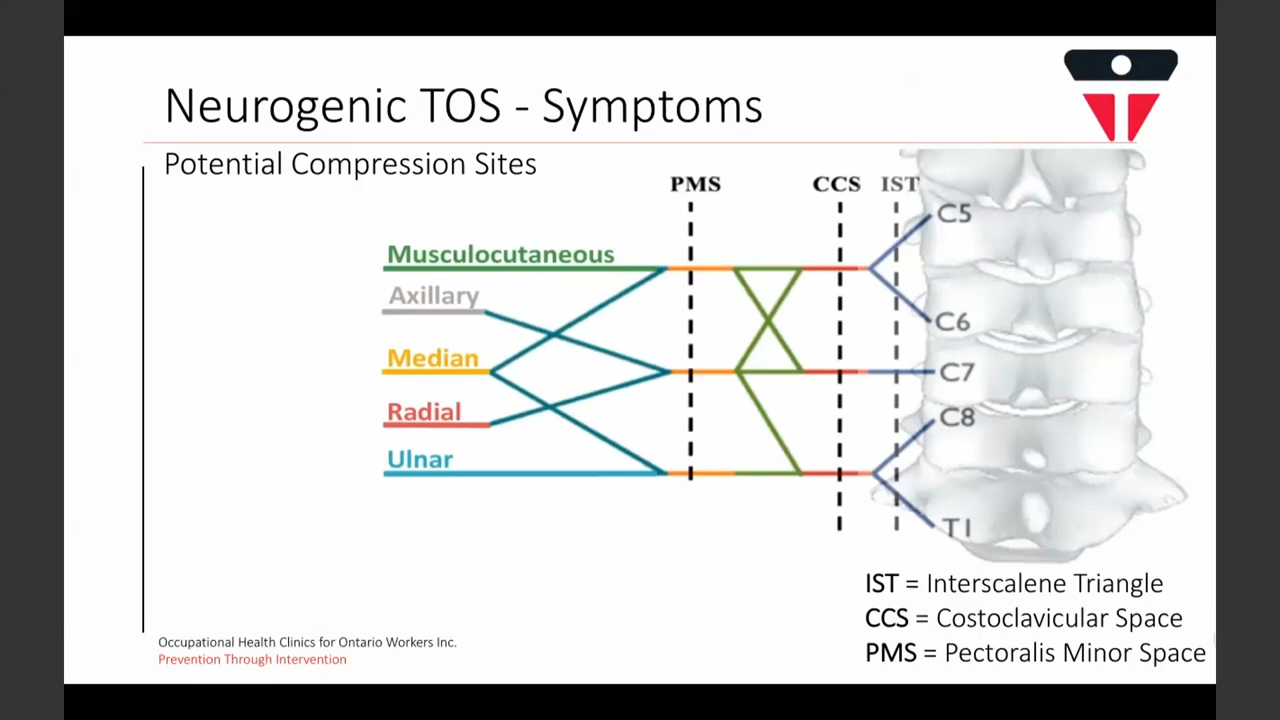 Neurogenic TOS - Symptoms
Potential Compression Sites
PMS CCS IST
C5
Musculocutaneous
Axillary
C6
Median
C7
Radial
C8
Ulnar
T1
IST = Interscalene Triangle
CCS = Costoclavicular Space
PMS = Pectoralis Minor Space
Occupational Health Clinics for Ontario Workers Inc.
Prevention Through Intervention